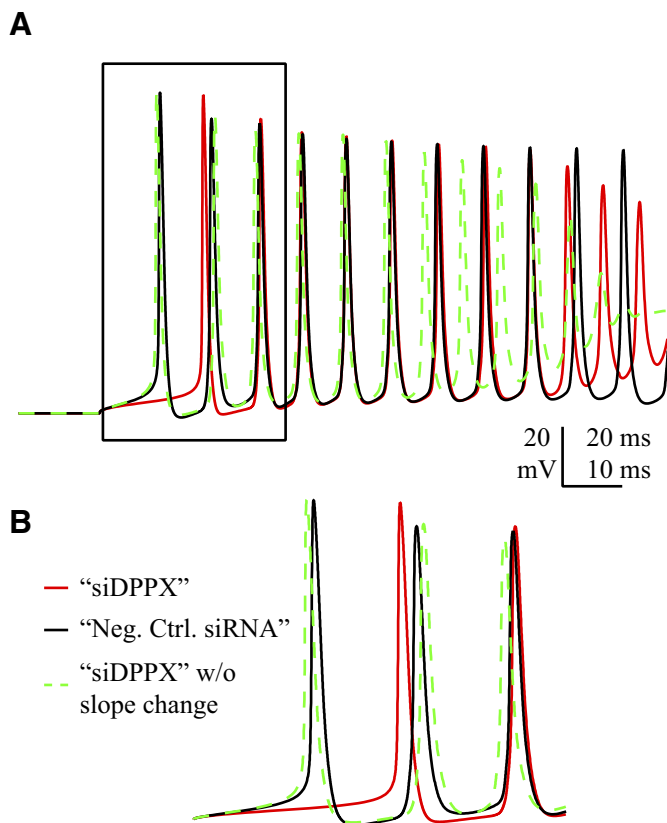 A
20
20 ms
mV
10 ms
B
“siDPPX”
“Neg. Ctrl. siRNA”
“siDPPX” w/o
slope change